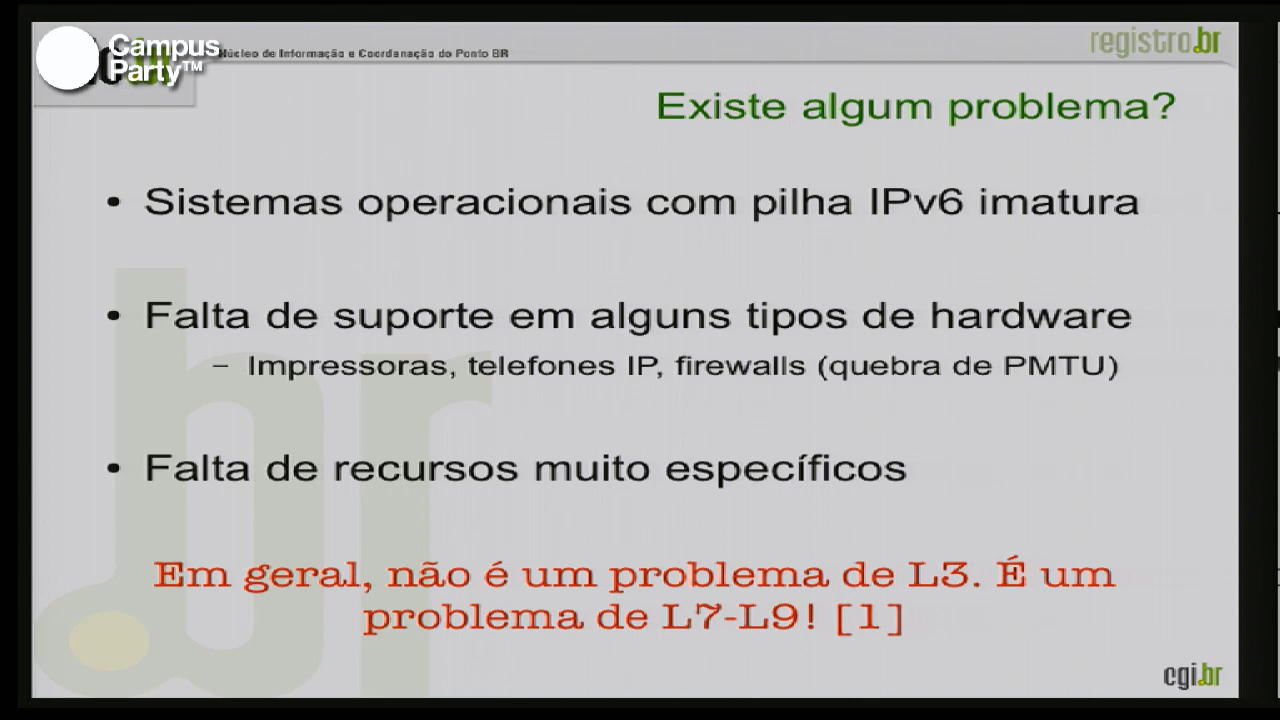 Campus
Party™
Núcleo de Informação e Coordenação do Ponto BR
registro.br
Existe algum problema?
• Sistemas operacionais com pilha IPv6 imatura
• Falta de suporte em alguns tipos de hardware
– Impressoras, telefones IP, firewalls (quebra de PMTU)
• Falta de recursos muito específicos
Em geral, não é um problema de L3. É um
problema de L7-L9! [1]
cgi.br